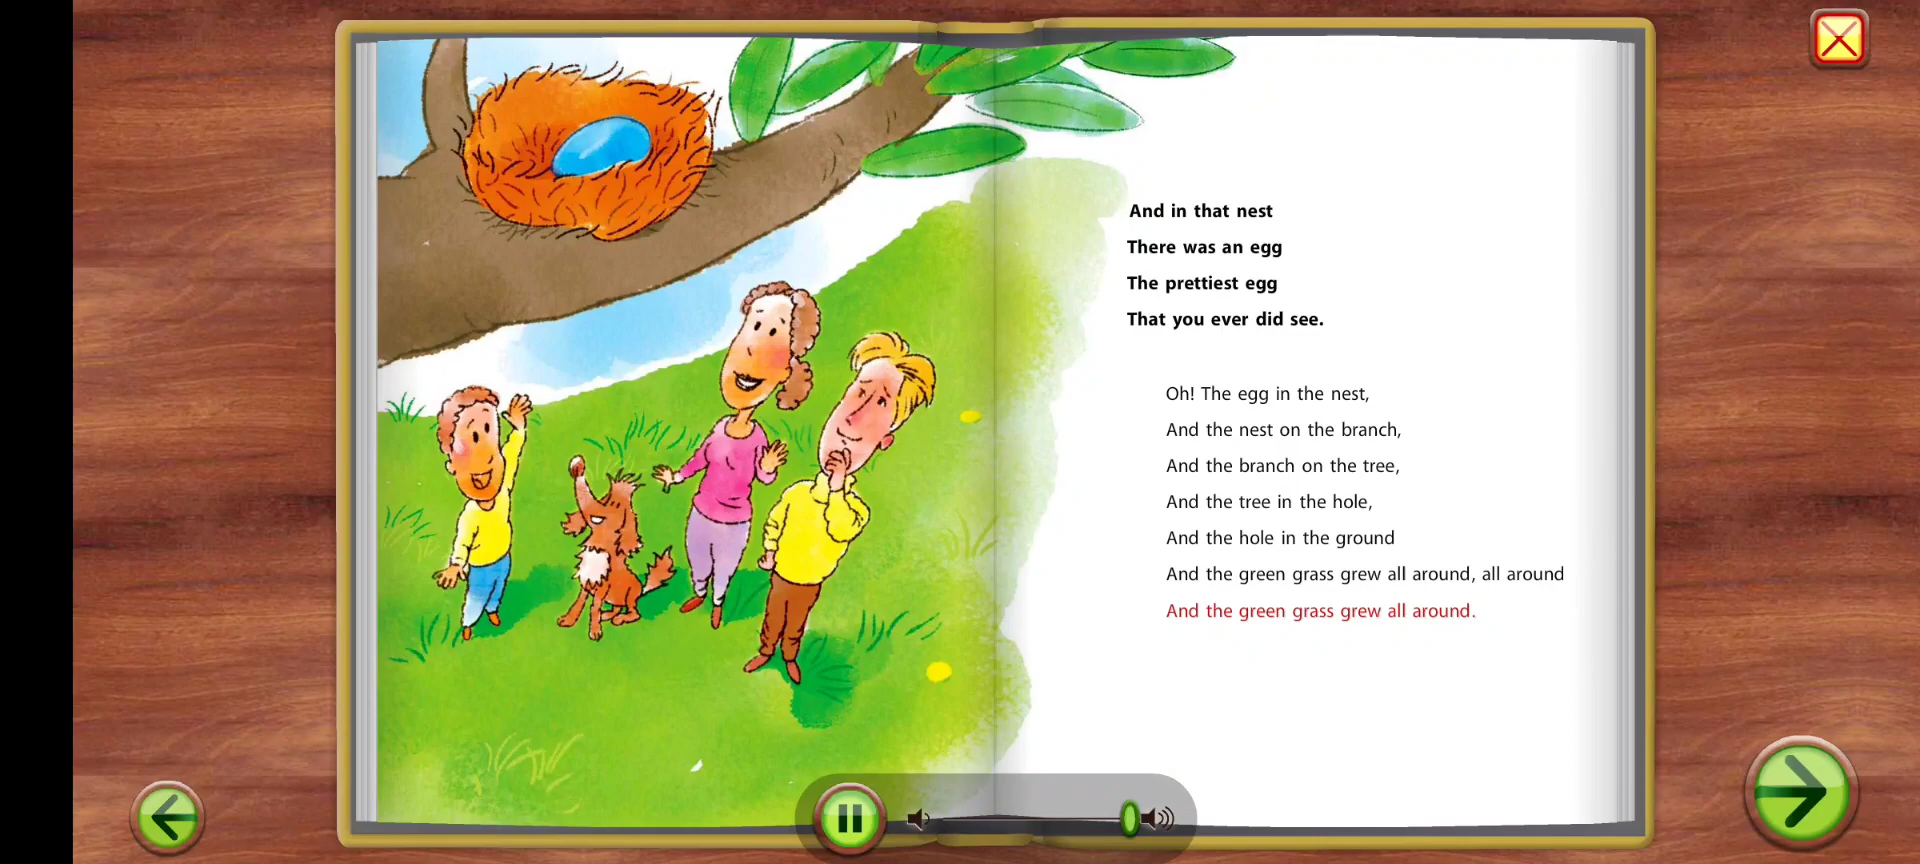 And in that nest
There was an egg
The prettiest egg
That you ever did see.
Oh! The egg in the nest,
And the nest on the branch,
And the branch on the tree,
And the tree in the hole,
And the hole in the ground
And the green grass grew all around, all around
And the green grass grew all around.